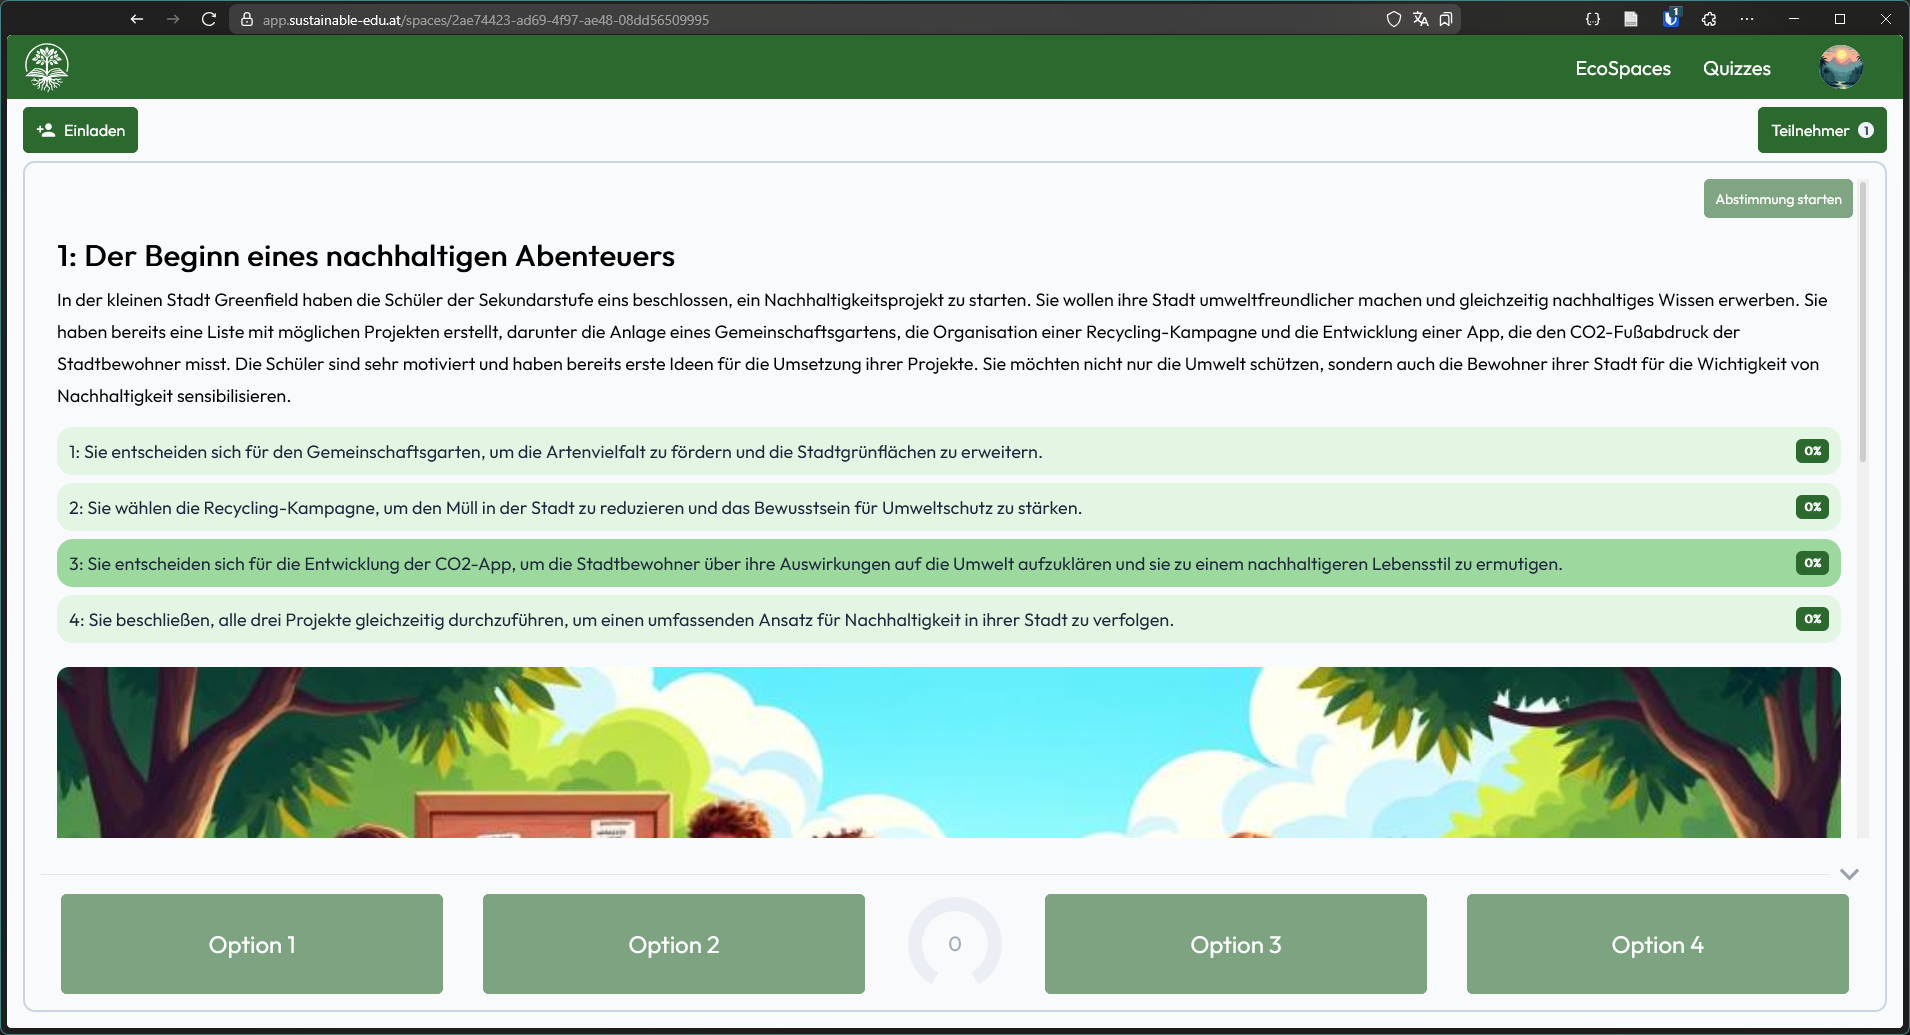 app.sustainable-edu.at/spaces/2ae74423-ad69-4f97-ae48-08dd56509995
1
EcoSpaces
Quizzes
Einladen
Teilnehmer 1
Abstimmung starten
1: Der Beginn eines nachhaltigen Abenteuers
In der kleinen Stadt Greenfield haben die Schüler der Sekundarstufe eins beschlossen, ein Nachhaltigkeitsprojekt zu starten. Sie wollen ihre Stadt umweltfreundlicher machen und gleichzeitig nachhaltiges Wissen erwerben. Sie
haben bereits eine Liste mit möglichen Projekten erstellt, darunter die Anlage eines Gemeinschaftsgartens, die Organisation einer Recycling-Kampagne und die Entwicklung einer App, die den CO2-Fußabdruck der
Stadtbewohner misst. Die Schüler sind sehr motiviert und haben bereits erste Ideen für die Umsetzung ihrer Projekte. Sie möchten nicht nur die Umwelt schützen, sondern auch die Bewohner ihrer Stadt für die Wichtigkeit von
Nachhaltigkeit sensibilisieren.
1: Sie entscheiden sich für den Gemeinschaftsgarten, um die Artenvielfalt zu fördern und die Stadtgrünflächen zu erweitern.
0%
2: Sie wählen die Recycling-Kampagne, um den Müll in der Stadt zu reduzieren und das Bewusstsein für Umweltschutz zu stärken.
0%
3: Sie entscheiden sich für die Entwicklung der CO2-App, um die Stadtbewohner über ihre Auswirkungen auf die Umwelt aufzuklären und sie zu einem nachhaltigeren Lebensstil zu ermutigen.
0%
4: Sie beschließen, alle drei Projekte gleichzeitig durchzuführen, um einen umfassenden Ansatz für Nachhaltigkeit in ihrer Stadt zu verfolgen.
0%
Option 1
Option 2
0
Option 3
Option 4